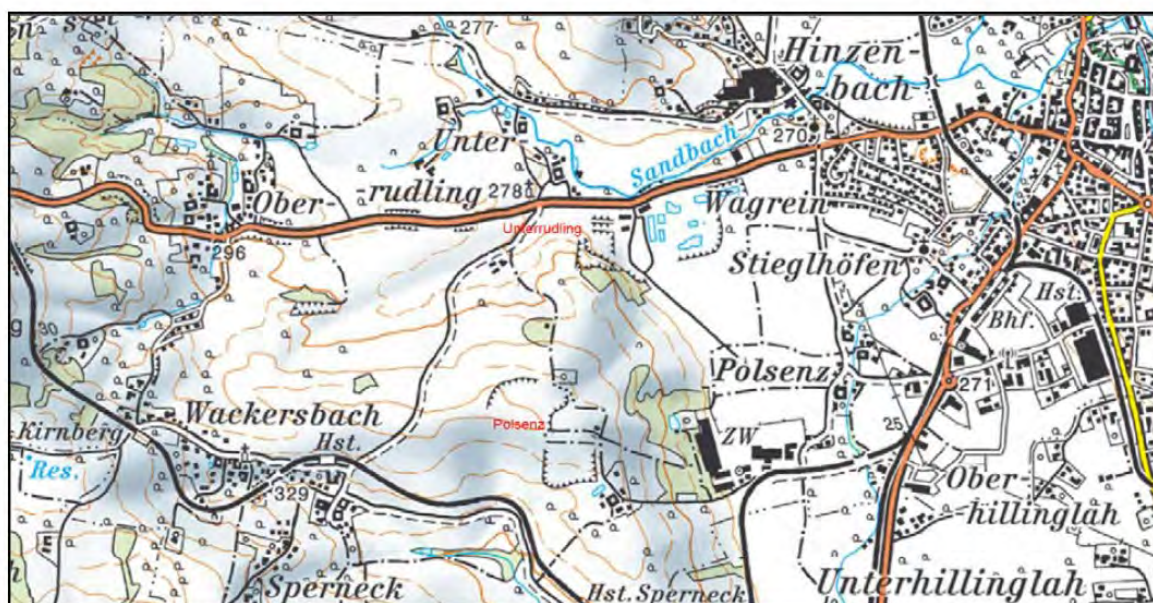 277
Hinzen-
bach
270
Unter-
Sandbach
-rudling 278
Ober-
Wagrein
Unterrudling
296
Stieglhöfen
Hst.
Bhf.
30
Polsenz
271
Wackersbach
Polsenz
Kirnberg
Hst.
ZW
25
Res.
329
Ober-
hillinglah
Sperneck
Hst. Sperneck
Unterhillinglah